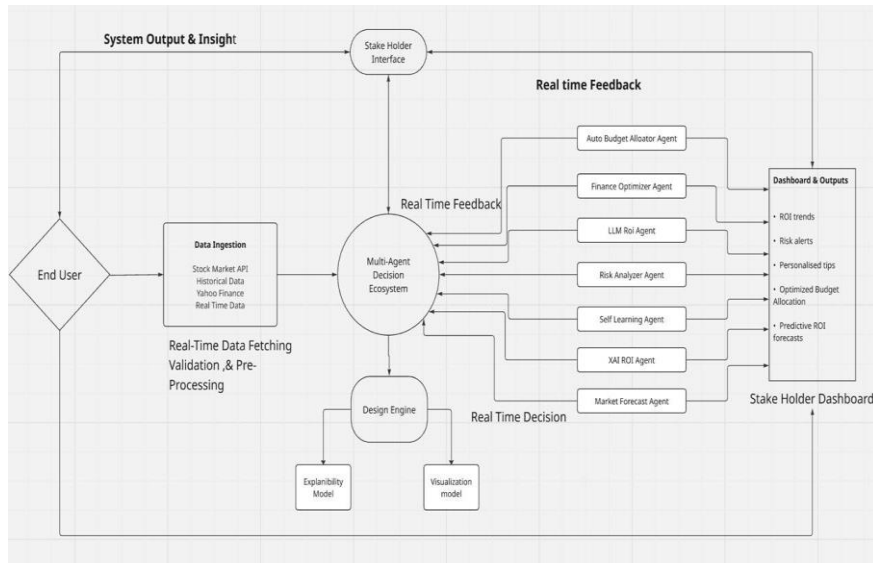 System Output & Insight
Stake Holder
Interface
Real time Feedback
Auto Budget Alloator Agent
Finance Optimizer Agent
LLM Roi Agent
Risk Analyzer Agent
Self Learning Agent
XAI ROI Agent
Market Forecast Agent
Dashboard & Outputs
• ROI trends
• Risk alerts
• Personalised tips
• Optimized Budget
Allocation
• Predictive ROI
forecasts
Stake Holder Dashboard
Real Time Feedback
Multi-Agent
Decision
Ecosystem
End User
Data Ingestion
Stock Market API
Historical Data
Yahoo Finance
Real Time Data
Real-Time Data Fetching
Validation ,& Pre-
Processing
Design Engine
Real Time Decision
Explanibility
Model
Visualization
model